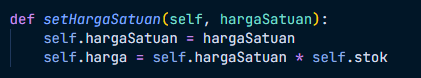 def setHargaSatuan(self, hargaSatuan):
    self.hargaSatuan = hargaSatuan
    self.harga = self.hargaSatuan * self.stok